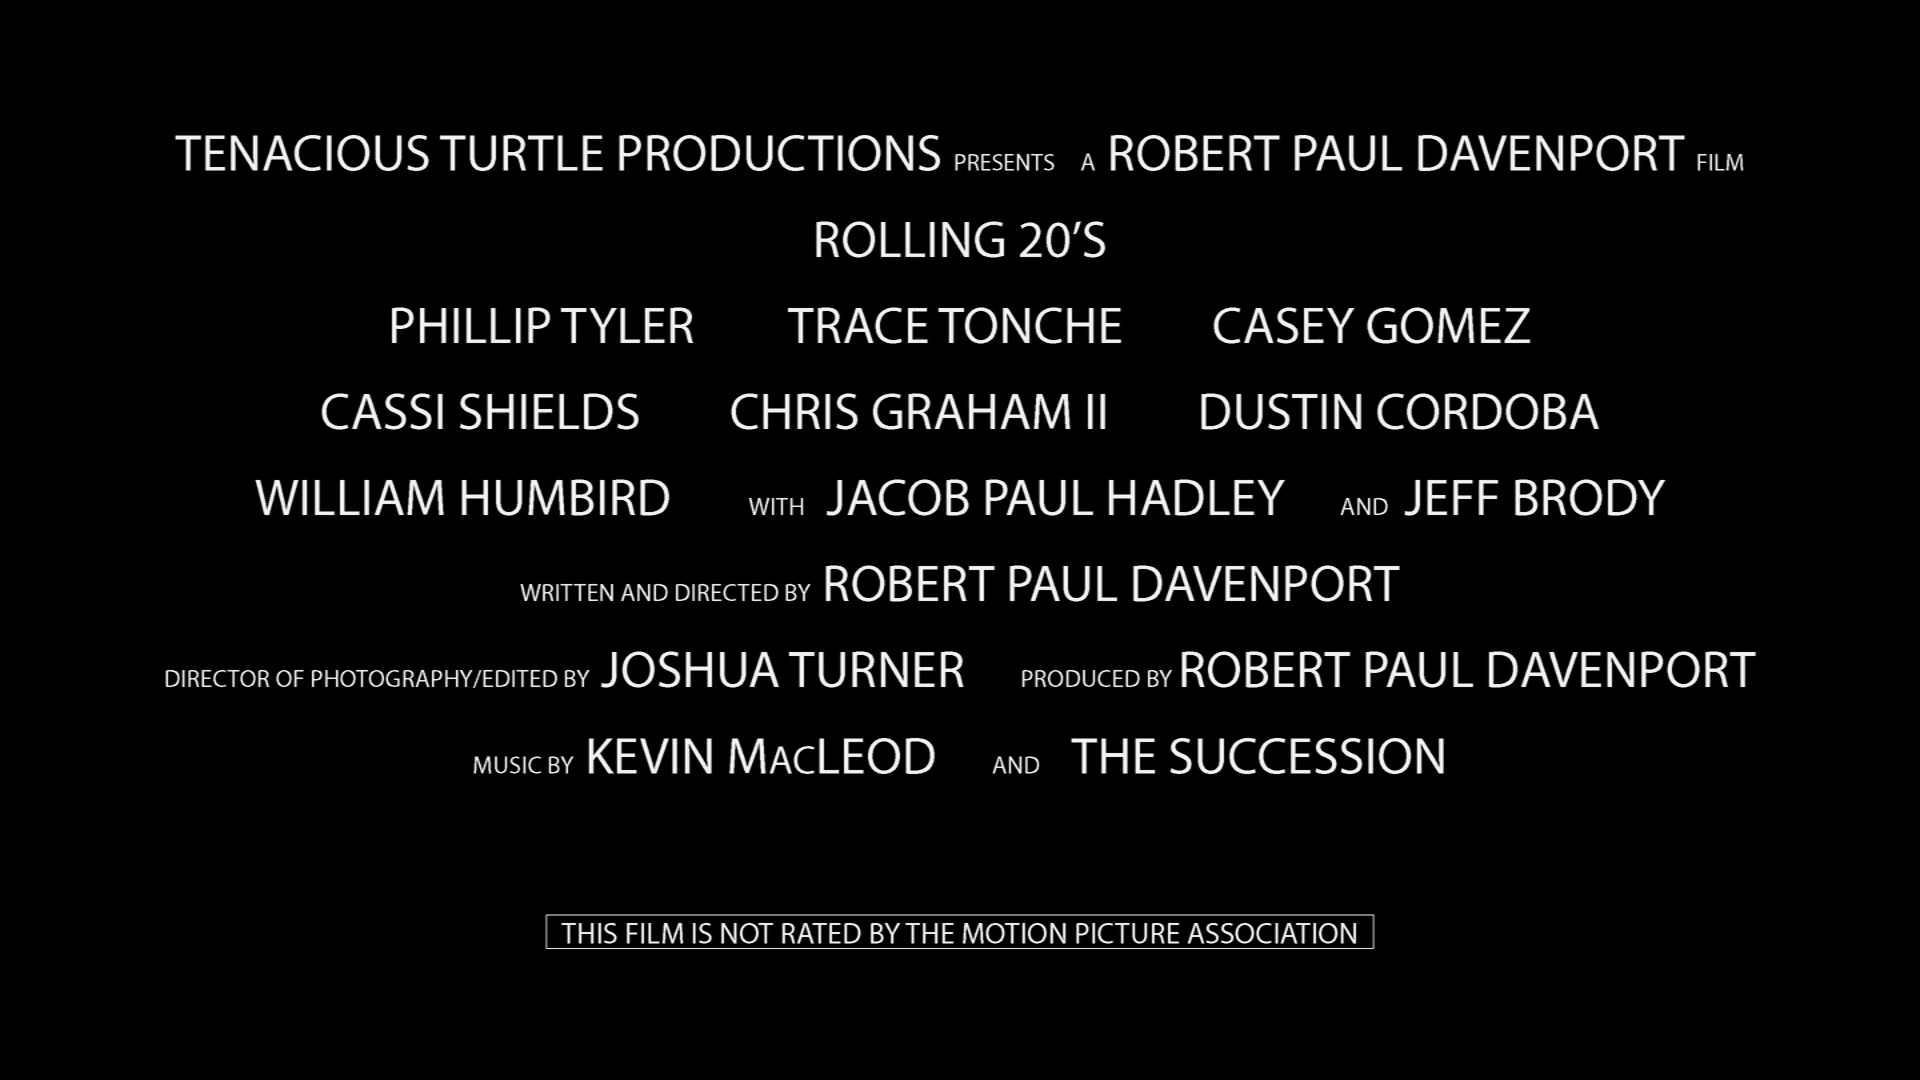 TENACIOUS TURTLE PRODUCTIONS PRESENTS A ROBERT PAUL DAVENPORT FILM
ROLLING 20’S
PHILLIP TYLER TRACE TONCHE CASEY GOMEZ
CASSI SHIELDS CHRIS GRAHAM II DUSTIN CORDOBA
WILLIAM HUMBIRD WITH JACOB PAUL HADLEY AND JEFF BRODY
WRITTEN AND DIRECTED BY ROBERT PAUL DAVENPORT
DIRECTOR OF PHOTOGRAPHY/EDITED BY JOSHUA TURNER PRODUCED BY ROBERT PAUL DAVENPORT
MUSIC BY KEVIN MACLEOD AND THE SUCCESSION
THIS FILM IS NOT RATED BY THE MOTION PICTURE ASSOCIATION